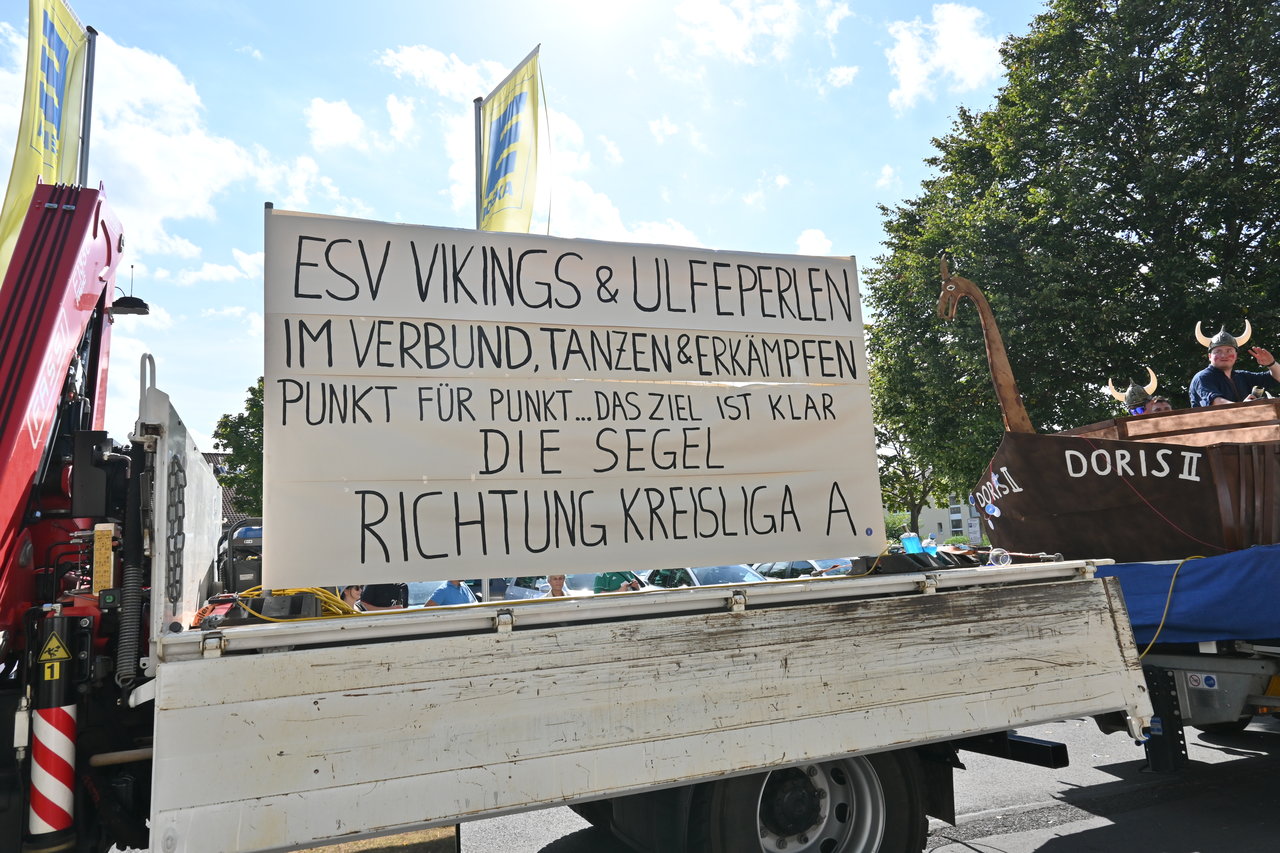 ESV VIKINGS & ULFEPERLEN
IM VERBUND, TANZEN & ERKÄMPFEN
PUNKT FÜR PUNKT... DAS ZIEL IST KLAR
DIE SEGEL
RICHTUNG KREISLIGA A
DORIS II
DORIS II
1